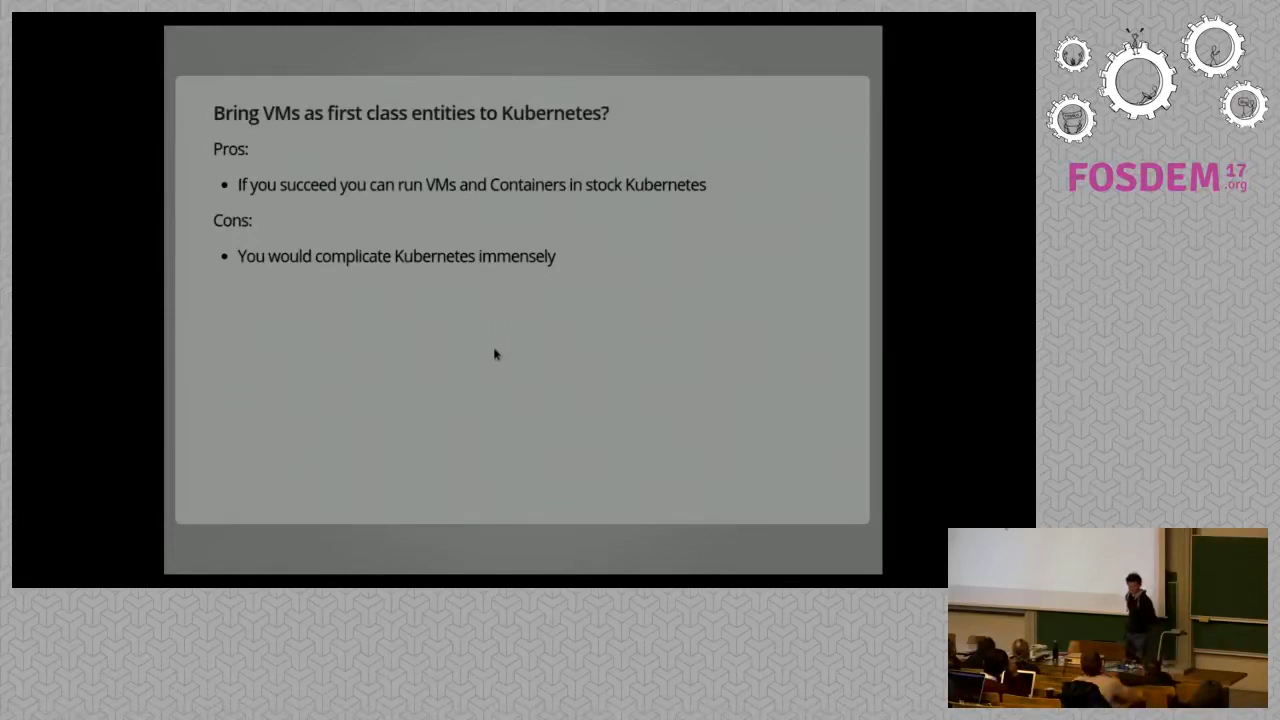 Bring VMs as first class entities to Kubernetes?
Pros:
• If you succeed you can run VMs and Containers in stock Kubernetes
Cons:
• You would complicate Kubernetes immensely
FOSDEM 17
.org